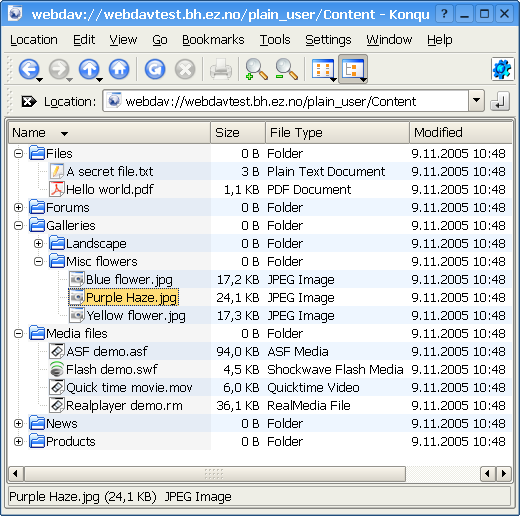 webdav://webdavtest.bh.ez.no/plain_user/Content - Konqu
Location Edit View Go Bookmarks Tools Settings Window Help
Location: webdav://webdavtest.bh.ez.no/plain_user/Content
Name Size File Type Modified
Files 0 B Folder 9.11.2005 10:48
A secret file.txt 3 B Plain Text Document 9.11.2005 10:48
Hello world.pdf 1,1 KB PDF Document 9.11.2005 10:48
Forums 0 B Folder 9.11.2005 10:48
Galleries 0 B Folder 9.11.2005 10:48
Landscape 0 B Folder 9.11.2005 10:48
Misc flowers 0 B Folder 9.11.2005 10:48
Blue flower.jpg 17,2 KB JPEG Image 9.11.2005 10:48
Purple Haze.jpg 24,1 KB JPEG Image 9.11.2005 10:48
Yellow flower.jpg 17,3 KB JPEG Image 9.11.2005 10:48
Media files 0 B Folder 9.11.2005 10:48
ASF demo.asf 94,0 KB ASF Media 9.11.2005 10:48
Flash demo.swf 4,5 KB Shockwave Flash Media 9.11.2005 10:48
Quick time movie.mov 6,0 KB Quicktime Video 9.11.2005 10:48
Realplayer demo.rm 36,1 KB RealMedia File 9.11.2005 10:48
News 0 B Folder 9.11.2005 10:48
Products 0 B Folder 9.11.2005 10:48
Purple Haze.jpg (24,1 KB) JPEG Image